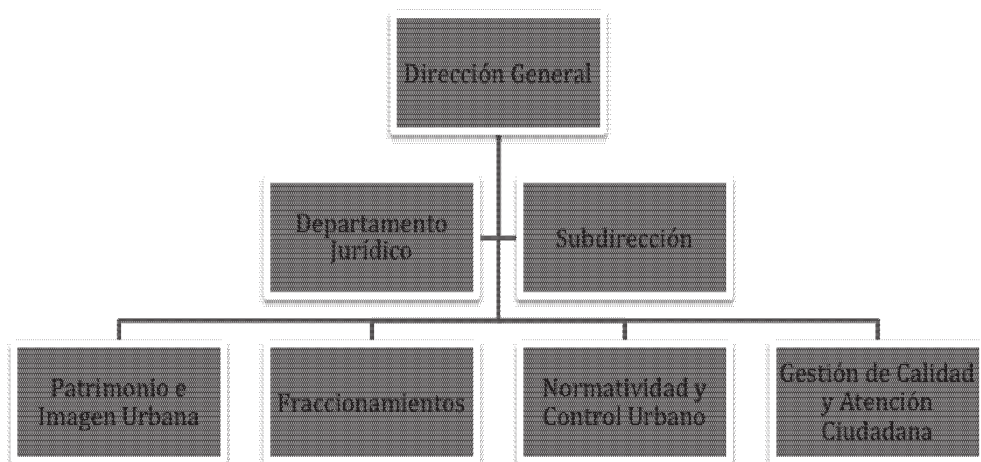 Dirección General
Departamento
Jurídico
Subdirección
Patrimonio e
Imagen Urbana
Fraccionamientos
Normatividad y
Control Urbano
Gestión de Calidad
y Atención
Ciudadana